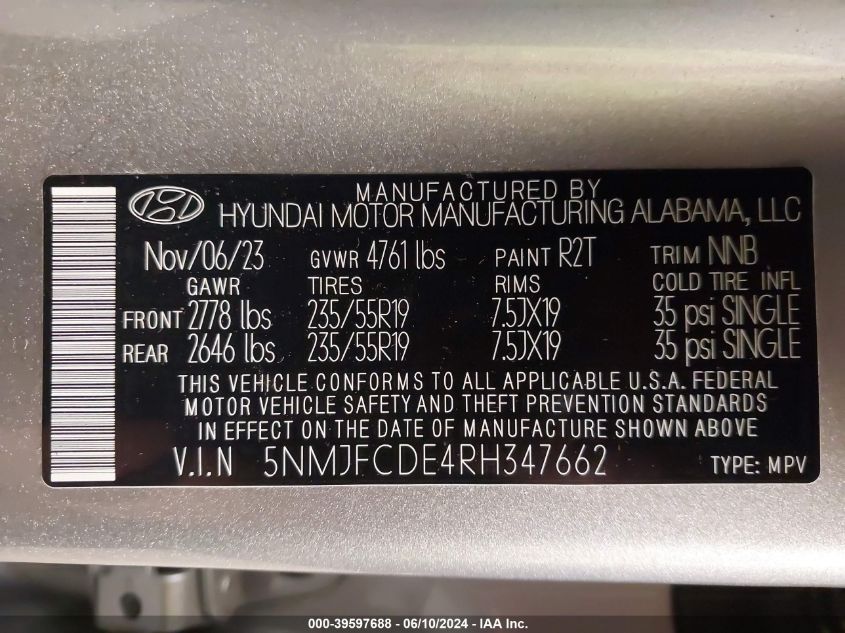 MANUFACTURED BY
HYUNDAI MOTOR MANUFACTURING ALABAMA, LLC
Nov/06/23 GVWR 4761 lbs PAINT R2T TRIM NNB
GAWR TIRES RIMS COLD TIRE INFL
FRONT 2778 lbs 235/55R19 7.5JX19 35 psi SINGLE
REAR 2646 lbs 235/55R19 7.5JX19 35 psi SINGLE
THIS VEHICLE CONFORMS TO ALL APPLICABLE U.S.A. FEDERAL
MOTOR VEHICLE SAFETY AND THEFT PREVENTION STANDARDS
IN EFFECT ON THE DATE OF MANUFACTURE SHOWN ABOVE
V.I.N 5NMJFCDE4RH347662 TYPE: MPV
000-39597688 - 06/10/2024 - IAA Inc.